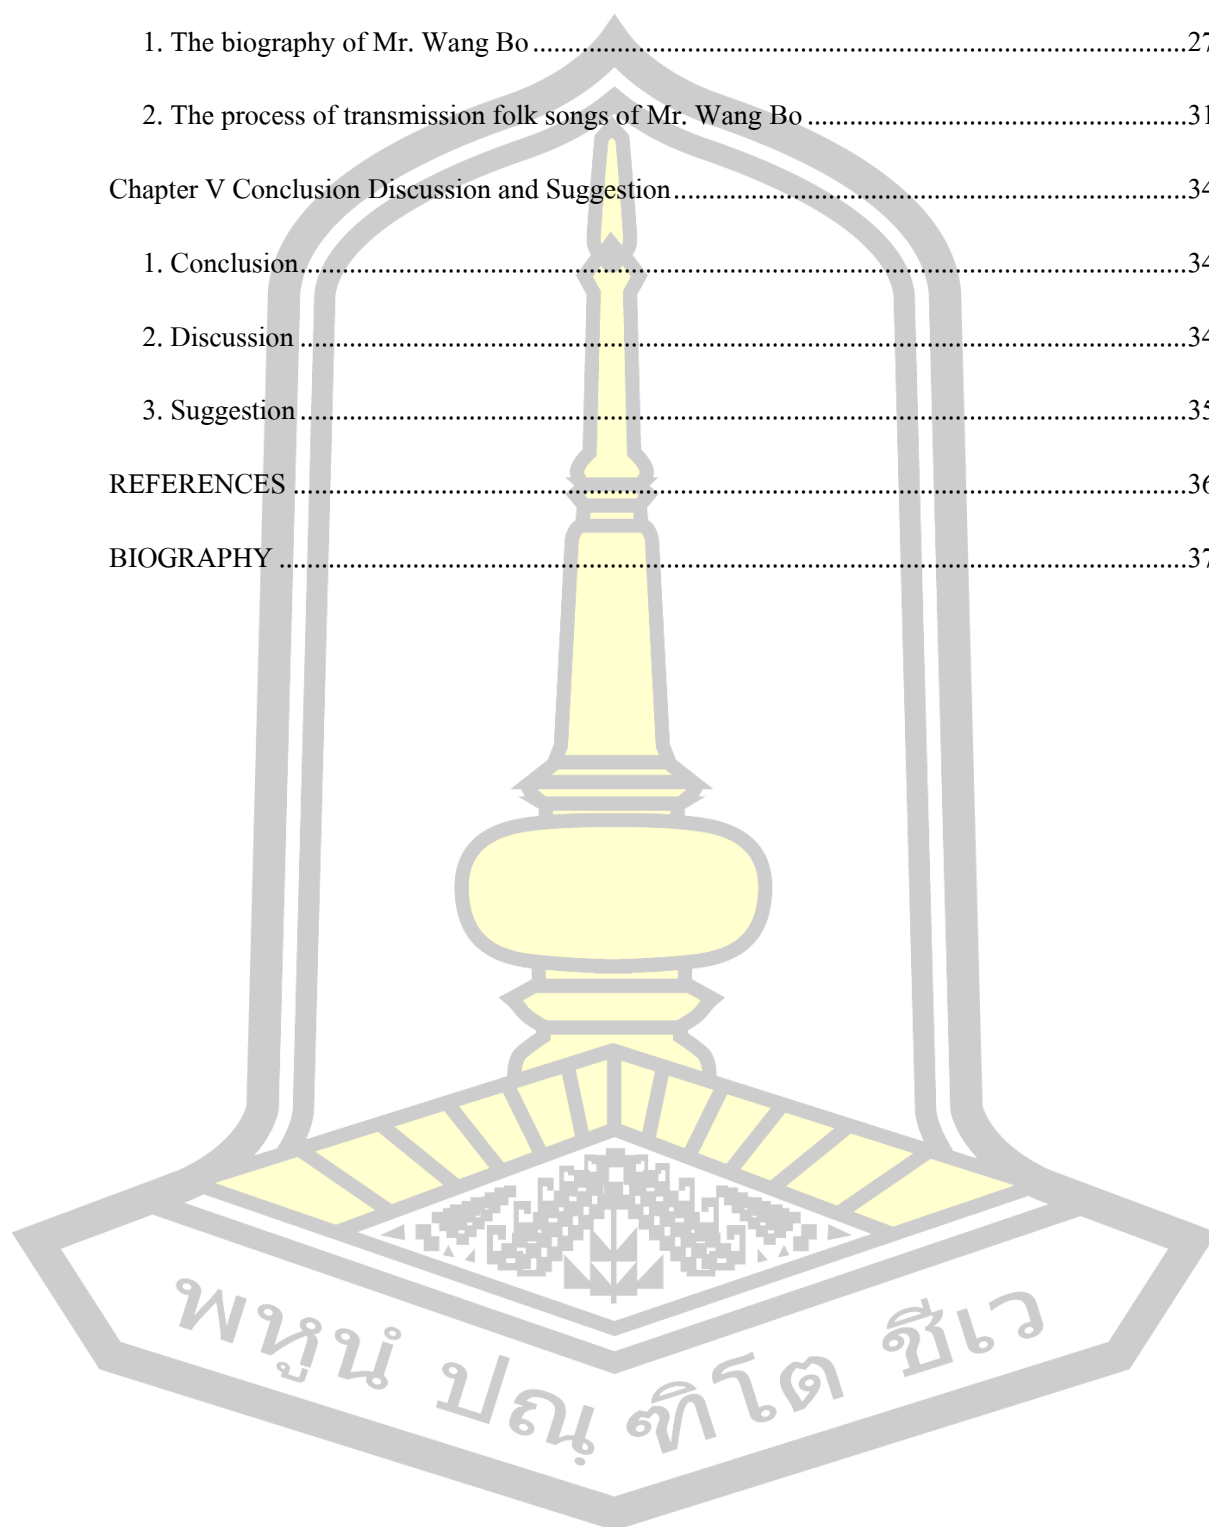 1. The biography of Mr. Wang Bo ............................................................................................... 27
2. The process of transmission folk songs of Mr. Wang Bo ....................................................... 31
Chapter V Conclusion Discussion and Suggestion .......................................................................... 34
1. Conclusion ................................................................................................................................ 34
2. Discussion ................................................................................................................................ 34
3. Suggestion ................................................................................................................................ 35
REFERENCES ................................................................................................................................ 36
BIOGRAPHY .................................................................................................................................. 37
พหูนํ ปณฺฑิโต ชีเว